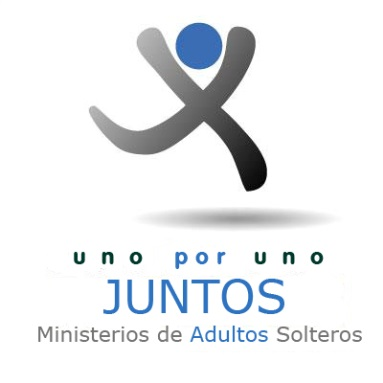 uno por uno
JUNTOS
Ministerios de Adultos Solteros